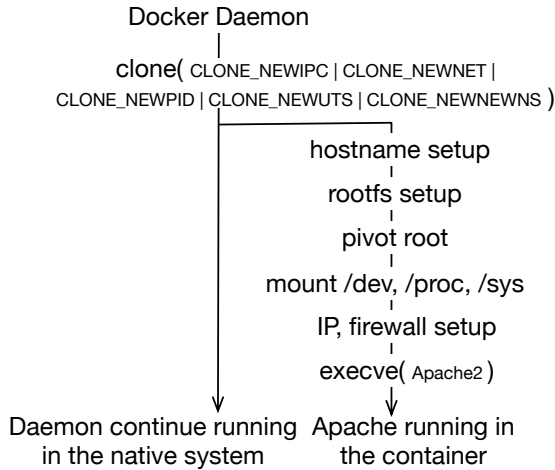 Docker Daemon
clone( CLONE_NEWIPC | CLONE_NEWNET |
CLONE_NEWPID | CLONE_NEWUTS | CLONE_NEWNEWNS )
hostname setup
rootfs setup
pivot root
mount /dev, /proc, /sys
IP, firewall setup
execve( Apache2 )
Daemon continue running
in the native system
Apache running in
the container